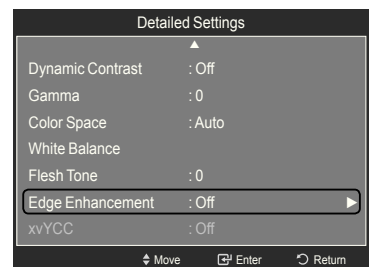 Detailed Settings
Dynamic Contrast : Off
Gamma : 0
Color Space : Auto
White Balance
Flesh Tone : 0
Edge Enhancement : Off
xvYCC : Off
Move Enter Return